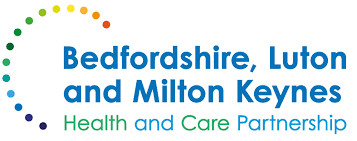 Bedfordshire, Luton
and Milton Keynes
Health and Care Partnership